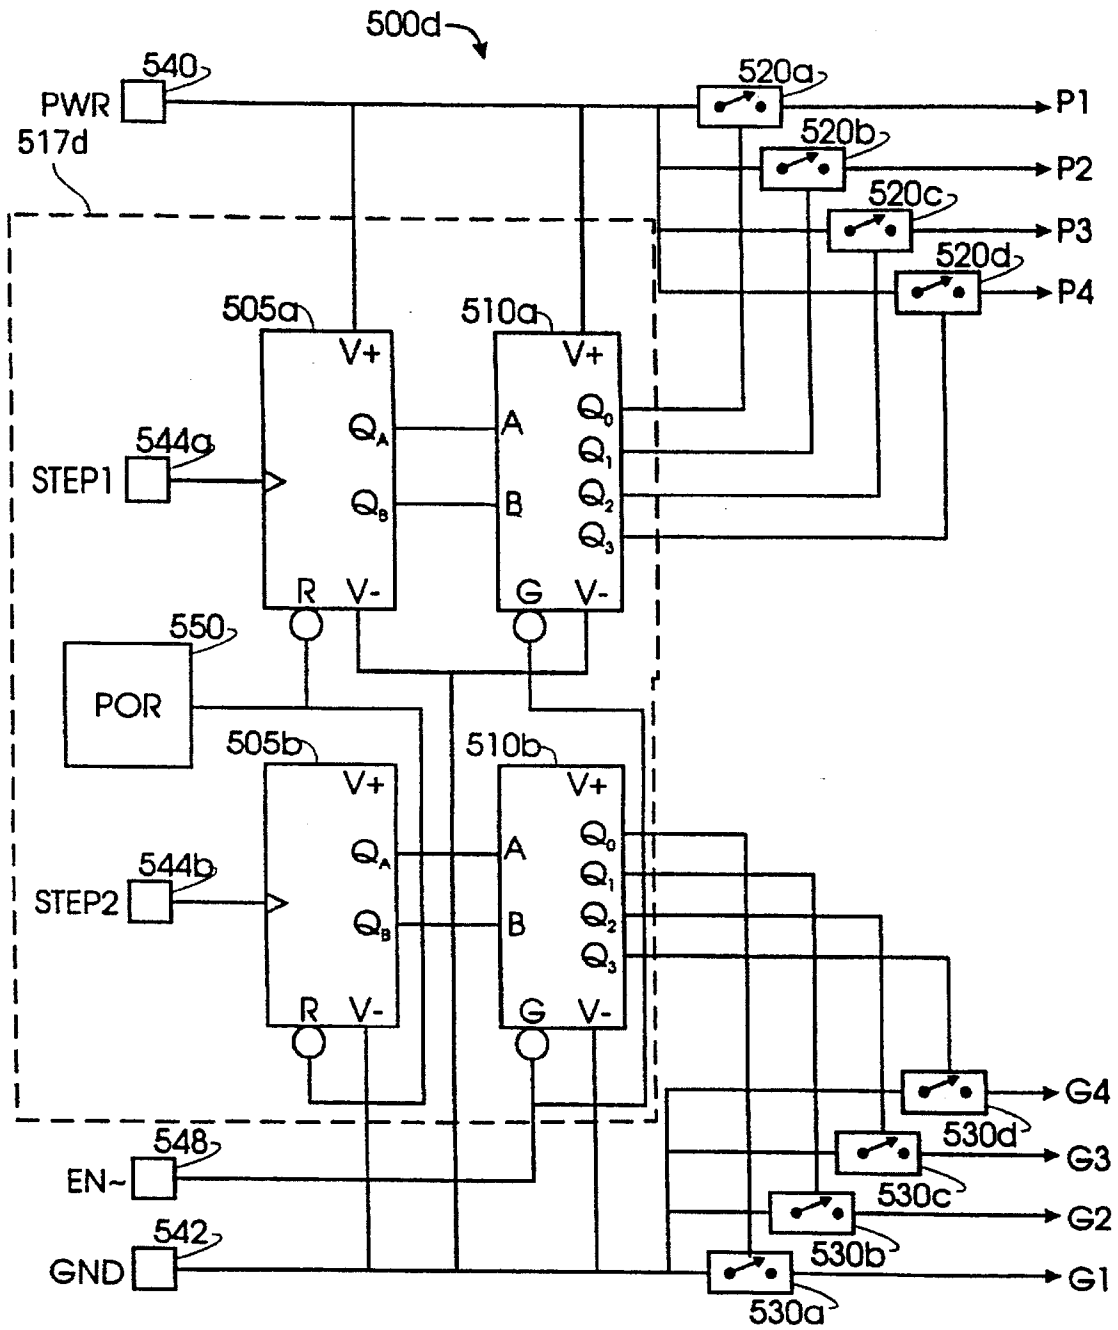 500d
540
PWR
517d
520a
P1
520b
P2
520c
P3
520d
P4
505a
510a
V+
V+
Q0
QA
A
Q1
544a
STEP1
QB
B
Q2
Q3
R
V-
G
V-
550
POR
505b
510b
V+
V+
Q0
QA
A
Q1
544b
STEP2
QB
B
Q2
Q3
R
V-
G
V-
G4
530d
548
EN~
G3
530c
G2
530b
542
GND
G1
530a